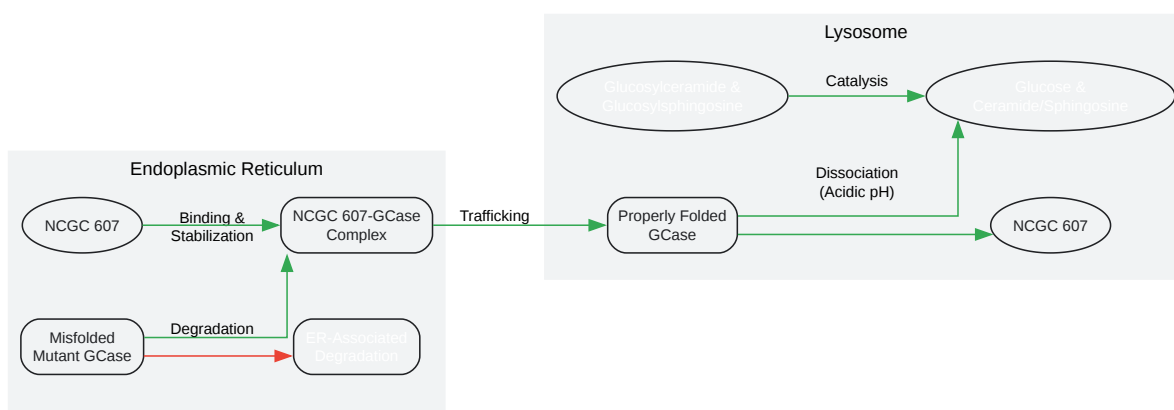 Lysosome
Glucosylceramide &
Glucosylsphingosine
Catalysis
Glucose &
Ceramide/Sphingosine
Endoplasmic Reticulum
Dissociation
(Acidic pH)
NCGC 607
Binding &
Stabilization
NCGC 607-GCase
Complex
Trafficking
Properly Folded
GCase
NCGC 607
Misfolded
Mutant GCase
Degradation
ER-Associated
Degradation